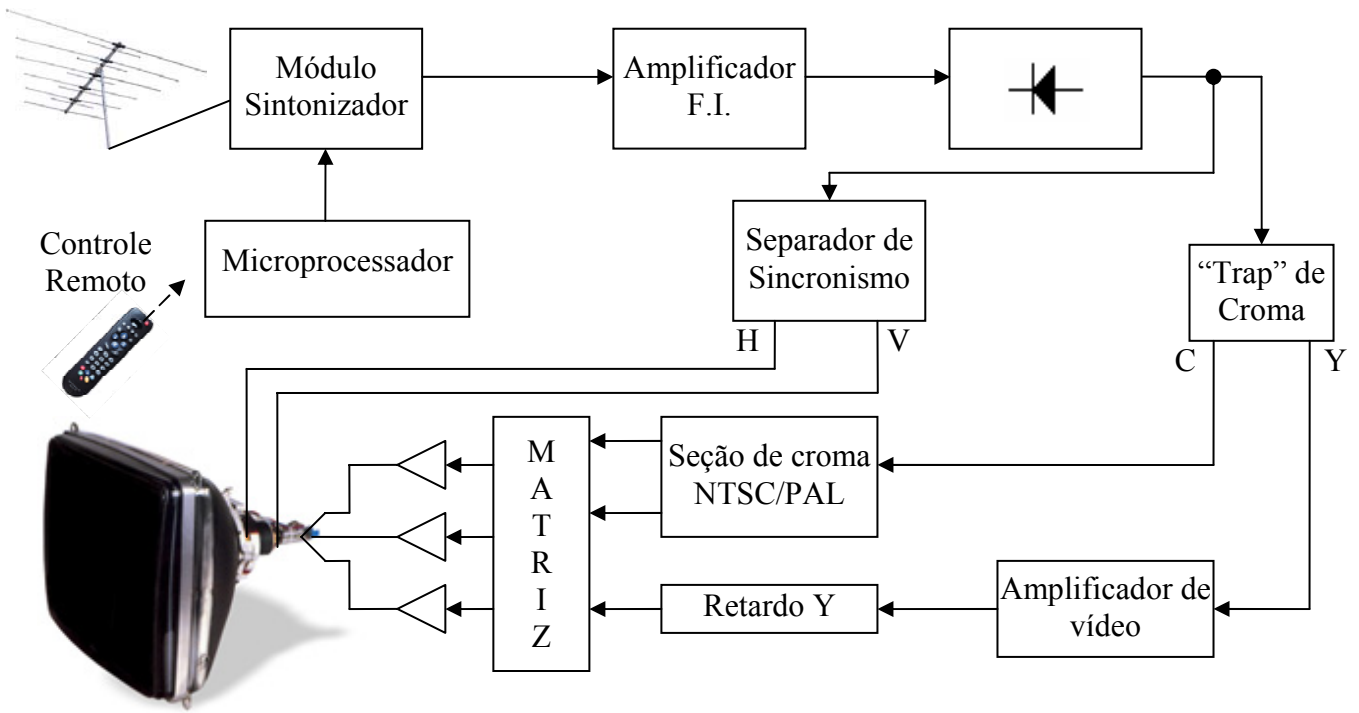 Módulo
Sintonizador
Amplificador
F.I.
Controle
Remoto
Microprocessador
Separador de
Sincronismo
“Trap” de
Croma
H
V
C
Y
M
A
T
R
I
Z
Seção de croma
NTSC/PAL
Retardo Y
Amplificador de
vídeo